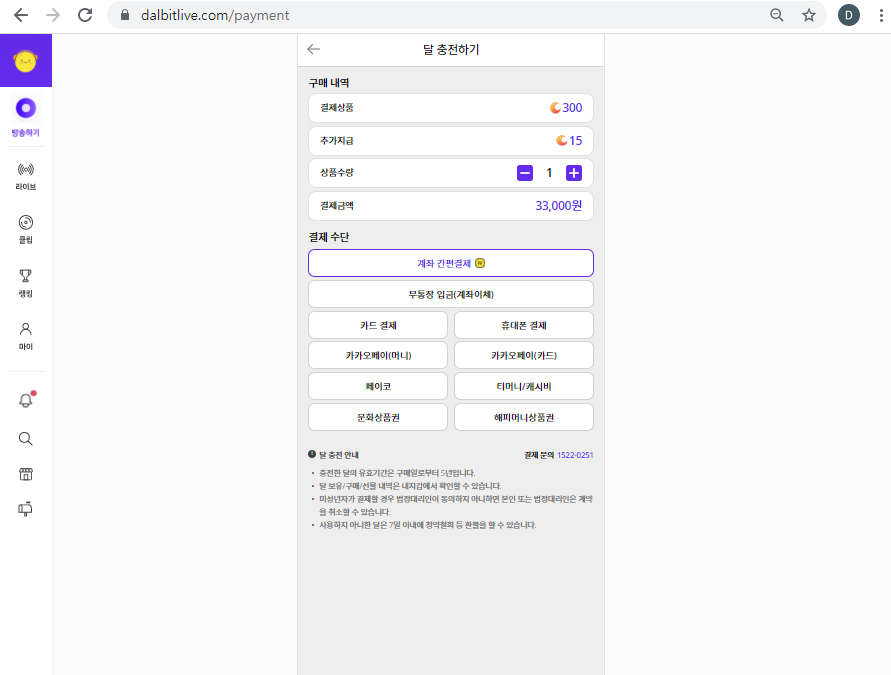 dalbitlive.com/payment
D
방송하기
라이브
클립
랭킹
마이
달 충전하기
구매 내역
결제상품 300
추가지급 15
상품수량 1
결제금액 33,000원
결제 수단
계좌 간편결제 N
무통장 입금(계좌이체)
카드 결제 휴대폰 결제
카카오페이(머니) 카카오페이(카드)
페이코 티머니/캐시비
문화상품권 해피머니상품권
달 충전 안내 결제 문의 1522-0251
• 충전한 달의 유효기간은 구매일로부터 5년입니다.
• 달 보유/구매/선물 내역은 내지갑에서 확인할 수 있습니다.
• 미성년자가 결제할 경우 법정대리인이 동의하지 아니하면 본인 또는 법정대리인은 계약
을 취소할 수 있습니다.
• 사용하지 아니한 달은 7일 이내에 청약철회 등 환불을 할 수 있습니다.